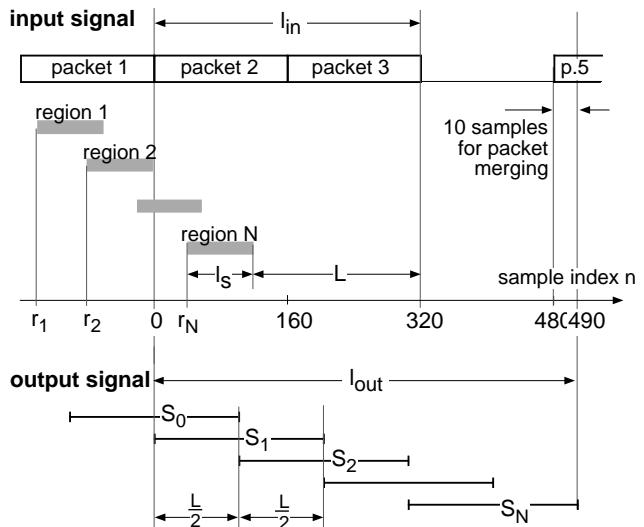 input signal
l_in
packet 1 packet 2 packet 3 p.5
region 1
10 samples
for packet
merging
region 2
region N
l_s L sample index n
r_1 r_2 0 r_N 160 320 480 490
output signal
l_out
S_0
S_1
S_2
L/2 L/2 S_N